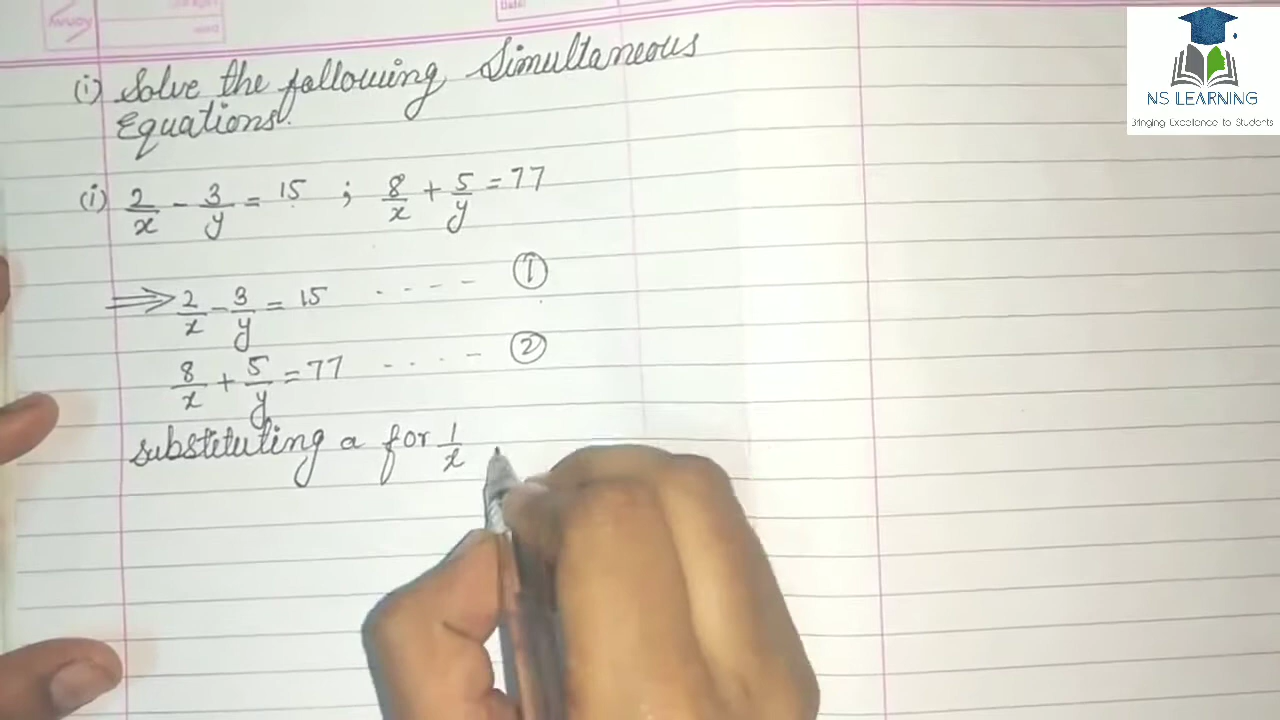 (i) Solve the following Simultaneous
Equations.
(i) 2/x - 3/y = 15 ; 8/x + 5/y = 77
⟹ 2/x - 3/y = 15 - - - - ①
8/x + 5/y = 77 - - - - ②
substituting a for 1/x
NS LEARNING
Bringing Excellence to Students